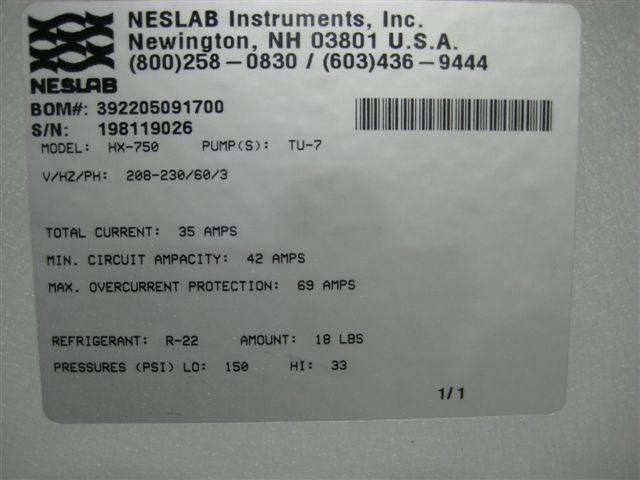 NESLAB Instruments, Inc.
Newington, NH 03801 U.S.A.
(800)258-0830 / (603)436-9444
NESLAB
BOM#: 392205091700
S/N: 198119026
MODEL: HX-750 PUMP(S): TU-7
V/HZ/PH: 208-230/60/3
TOTAL CURRENT: 35 AMPS
MIN. CIRCUIT AMPACITY: 42 AMPS
MAX. OVERCURRENT PROTECTION: 69 AMPS
REFRIGERANT: R-22 AMOUNT: 18 LBS
PRESSURES (PSI) LO: 150 HI: 33
1/1